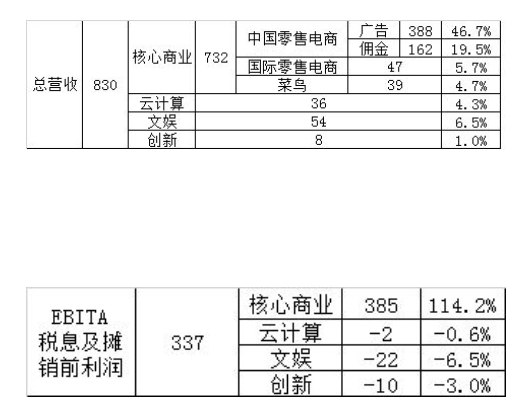 总营收 830 核心商业 732 中国零售电商 广告 388 46.7%
佣金 162 19.5%
国际零售电商 47 5.7%
菜鸟 39 4.7%
云计算 36 4.3%
文娱 54 6.5%
创新 8 1.0%
EBITA
税息及摊
销前利润
337
核心商业 385 114.2%
云计算 -2 -0.6%
文娱 -22 -6.5%
创新 -10 -3.0%